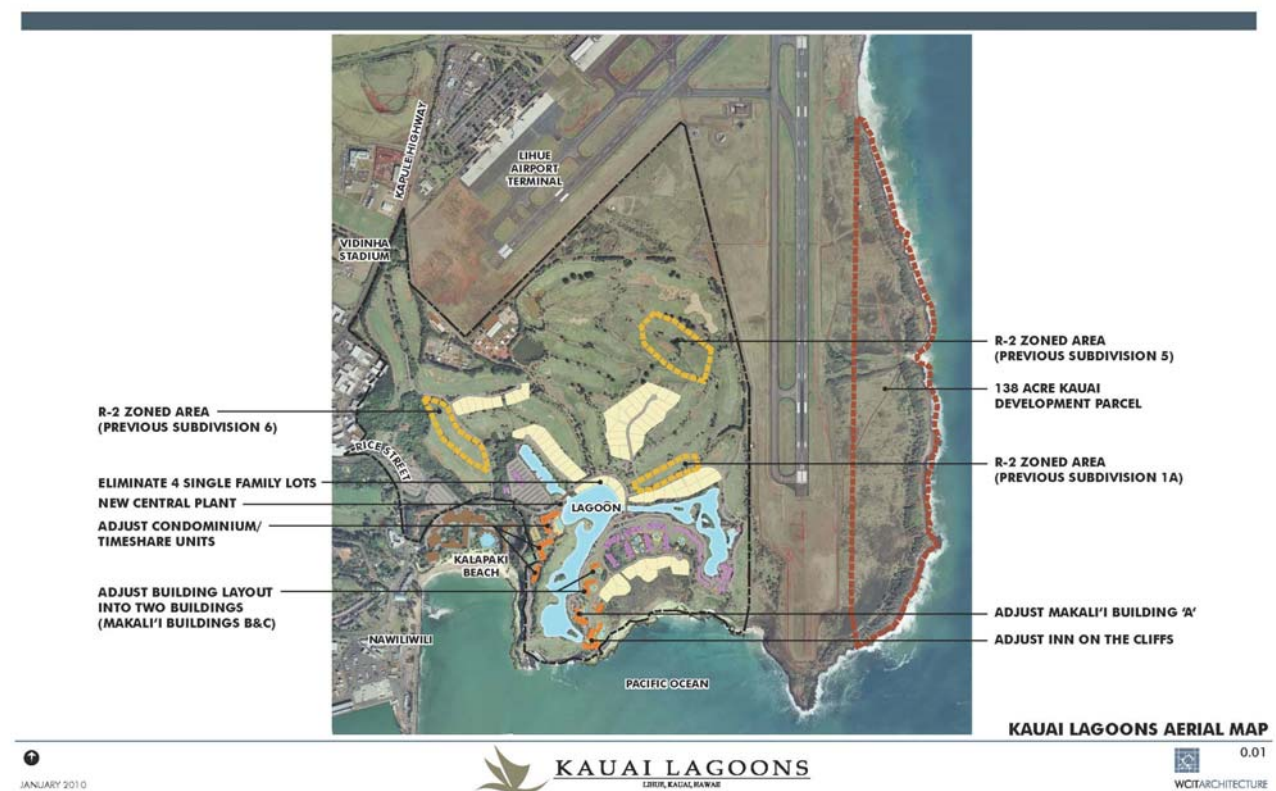 KAPULE HIGHWAY
LIHUE
AIRPORT
TERMINAL
VIDINHA
STADIUM
R-2 ZONED AREA
(PREVIOUS SUBDIVISION 5)
138 ACRE KAUAI
DEVELOPMENT PARCEL
R-2 ZONED AREA
(PREVIOUS SUBDIVISION 6)
RICE STREET
R-2 ZONED AREA
(PREVIOUS SUBDIVISION 1A)
ELIMINATE 4 SINGLE FAMILY LOTS
NEW CENTRAL PLANT
LAGOON
ADJUST CONDOMINIUM/
TIMESHARE UNITS
KALAPAKI
BEACH
ADJUST BUILDING LAYOUT
INTO TWO BUILDINGS
(MAKALI'I BUILDINGS B&C)
ADJUST MAKALI'I BUILDING 'A'
NAWILIWILI
ADJUST INN ON THE CLIFFS
PACIFIC OCEAN
KAUAI LAGOONS AERIAL MAP
0.01
JANUARY 2010
KAUAI LAGOONS
LIHUE, KAUAI, HAWAII
WCITARCHITECTURE